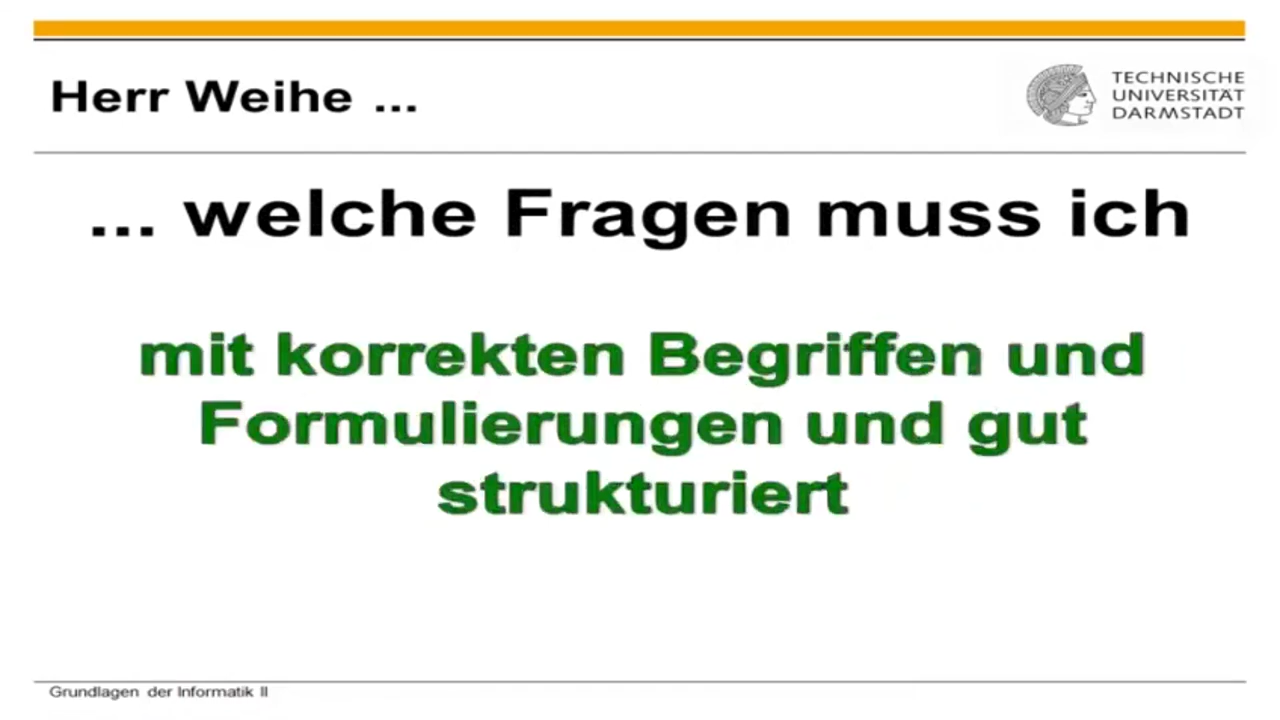 Herr Weihe ...
TECHNISCHE
UNIVERSITÄT
DARMSTADT
... welche Fragen muss ich
mit korrekten Begriffen und
Formulierungen und gut
strukturiert
Grundlagen der Informatik II